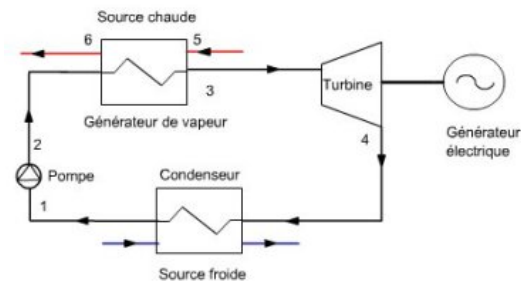 Source chaude
6
5
3
Turbine
Générateur de vapeur
4
Générateur
électrique
2
Pompe
Condenseur
1
Source froide